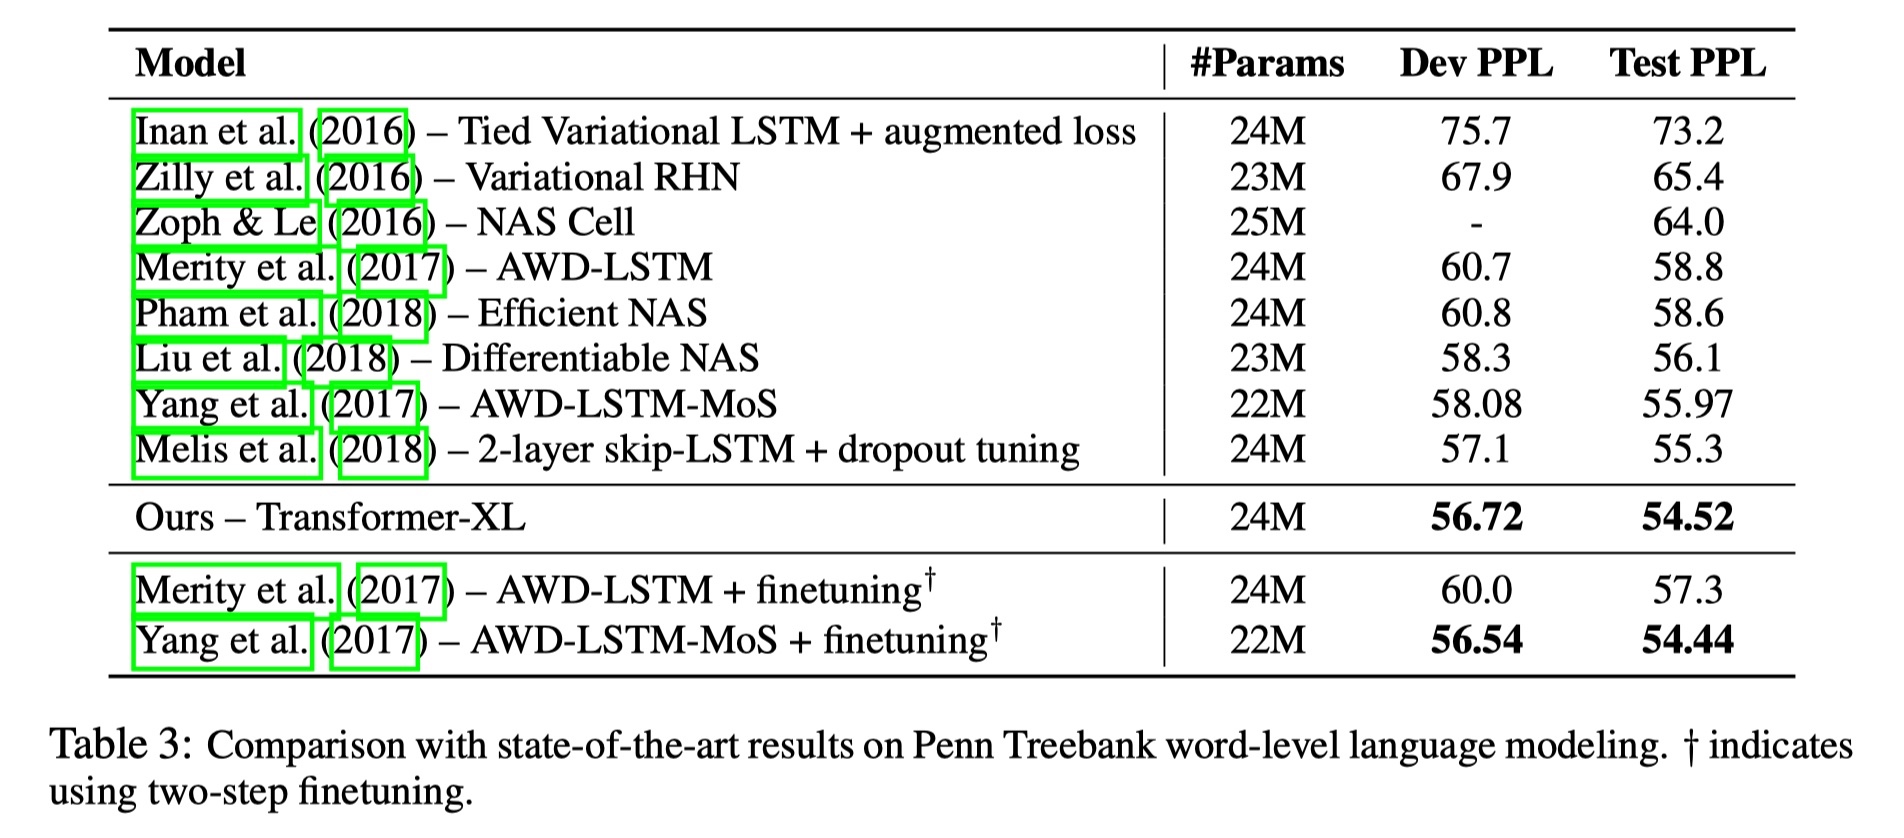 Model #Params Dev PPL Test PPL
Inan et al. (2016) – Tied Variational LSTM + augmented loss 24M 75.7 73.2
Zilly et al. (2016) – Variational RHN 23M 67.9 65.4
Zoph & Le (2016) – NAS Cell 25M - 64.0
Merity et al. (2017) – AWD-LSTM 24M 60.7 58.8
Pham et al. (2018) – Efficient NAS 24M 60.8 58.6
Liu et al. (2018) – Differentiable NAS 23M 58.3 56.1
Yang et al. (2017) – AWD-LSTM-MoS 22M 58.08 55.97
Melis et al. (2018) – 2-layer skip-LSTM + dropout tuning 24M 57.1 55.3
Ours – Transformer-XL 24M 56.72 54.52
Merity et al. (2017) – AWD-LSTM + finetuning† 24M 60.0 57.3
Yang et al. (2017) – AWD-LSTM-MoS + finetuning† 22M 56.54 54.44
Table 3: Comparison with state-of-the-art results on Penn Treebank word-level language modeling. † indicates
using two-step finetuning.